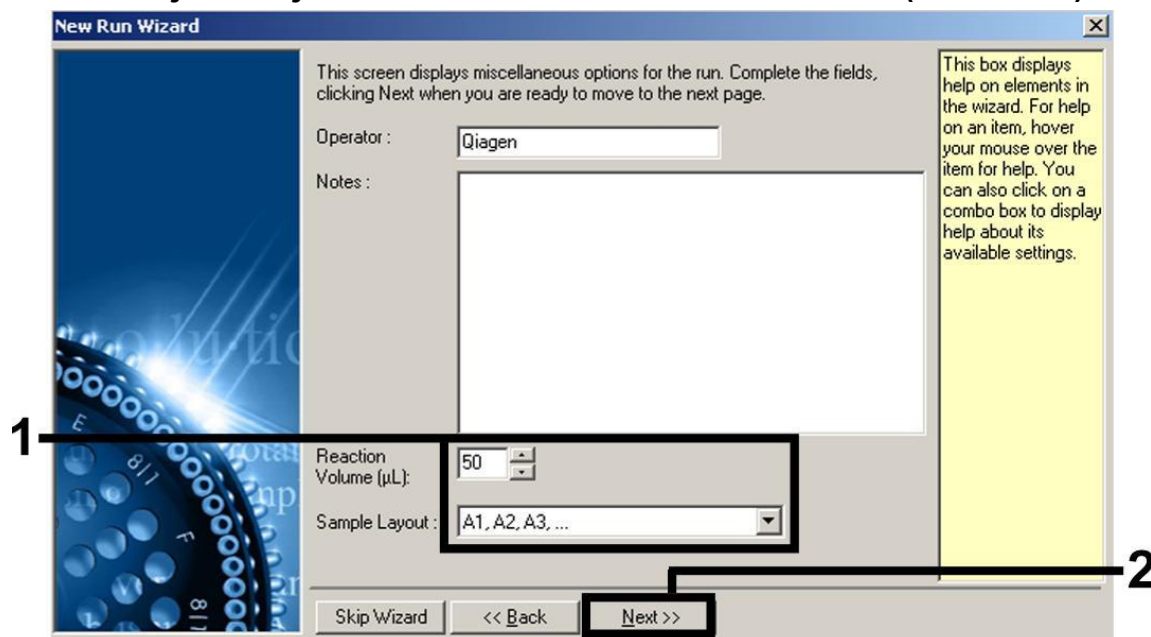 New Run Wizard
This screen displays miscellaneous options for the run. Complete the fields,
clicking Next when you are ready to move to the next page.
Operator :
Qiagen
Notes :
Reaction
Volume (µL):
50
Sample Layout :
A1, A2, A3, ...
Skip Wizard
<< Back
Next >>
This box displays
help on elements in
the wizard. For help
on an item, hover
your mouse over the
item for help. You
can also click on a
combo box to display
help about its
available settings.
1
2
E
8/1
F
8/1